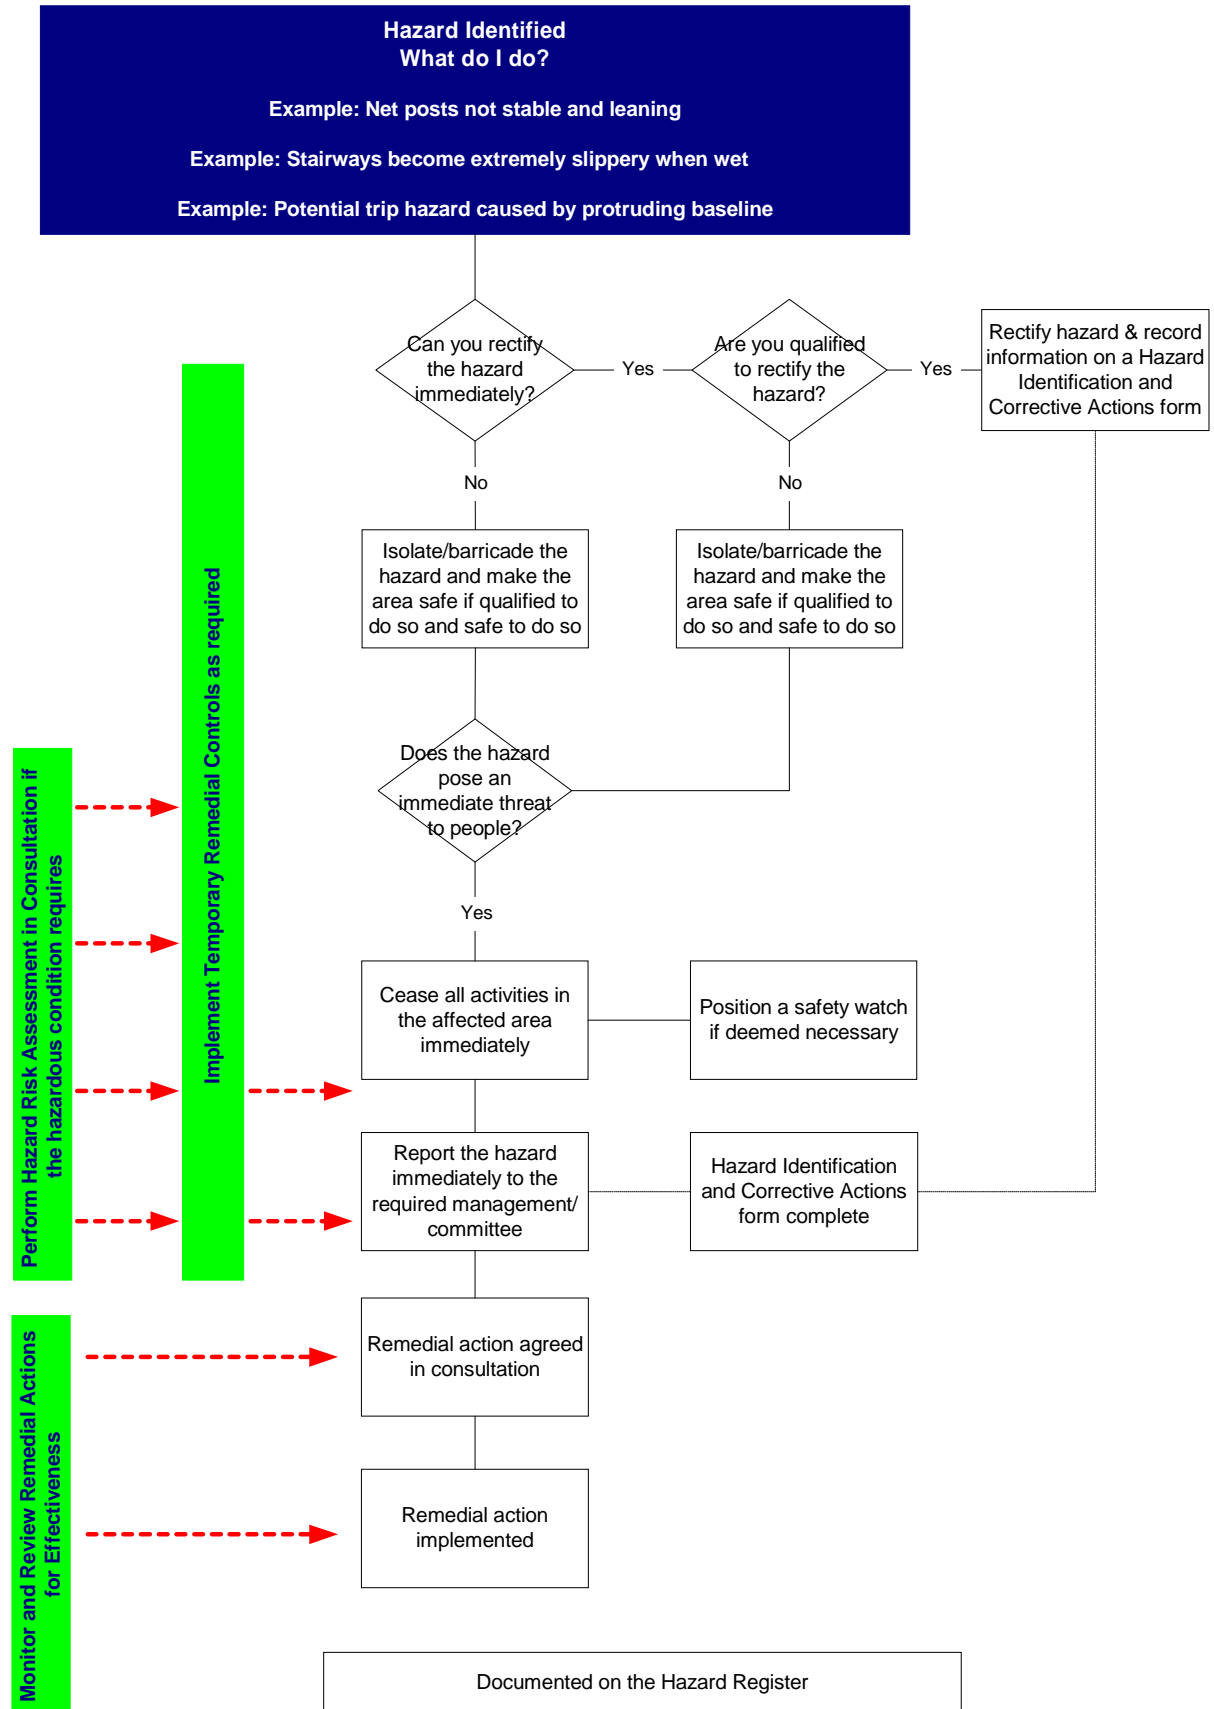 Hazard Identified
What do I do?
Example: Net posts not stable and leaning
Example: Stairways become extremely slippery when wet
Example: Potential trip hazard caused by protruding baseline
Can you rectify
the hazard
immediately?
Yes
Are you qualified
to rectify the
hazard?
Yes
Rectify hazard & record
information on a Hazard
Identification and
Corrective Actions form
No
No
Isolate/barricade the
hazard and make the
area safe if qualified to
do so and safe to do so
Isolate/barricade the
hazard and make the
area safe if qualified to
do so and safe to do so
Does the hazard
pose an
immediate threat
to people?
Yes
Cease all activities in
the affected area
immediately
Position a safety watch
if deemed necessary
Report the hazard
immediately to the
required management/
committee
Hazard Identification
and Corrective Actions
form complete
Remedial action agreed
in consultation
Remedial action
implemented
Documented on the Hazard Register
Implement Temporary Remedial Controls as required
Perform Hazard Risk Assessment in Consultation if
the hazardous condition requires
Monitor and Review Remedial Actions
for Effectiveness